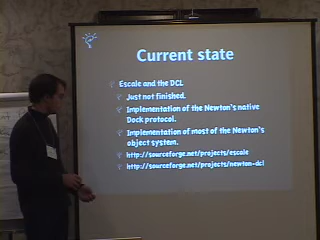 Current state
Escale and the DCL
Just not finished.
Implementation of the Newton's native
Dock protocol.
Implementation of most of the Newton's
object system.
http://sourceforge.net/projects/escale
http://sourceforge.net/projects/newton-dcl